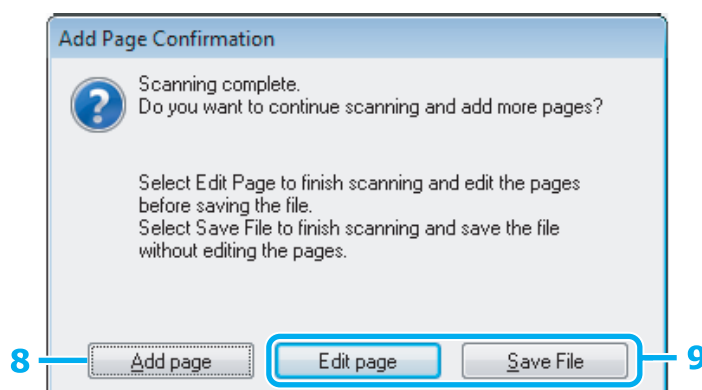 Add Page Confirmation
Scanning complete.
Do you want to continue scanning and add more pages?
Select Edit Page to finish scanning and edit the pages
before saving the file.
Select Save File to finish scanning and save the file
without editing the pages.
8 Add page Edit page Save File 9